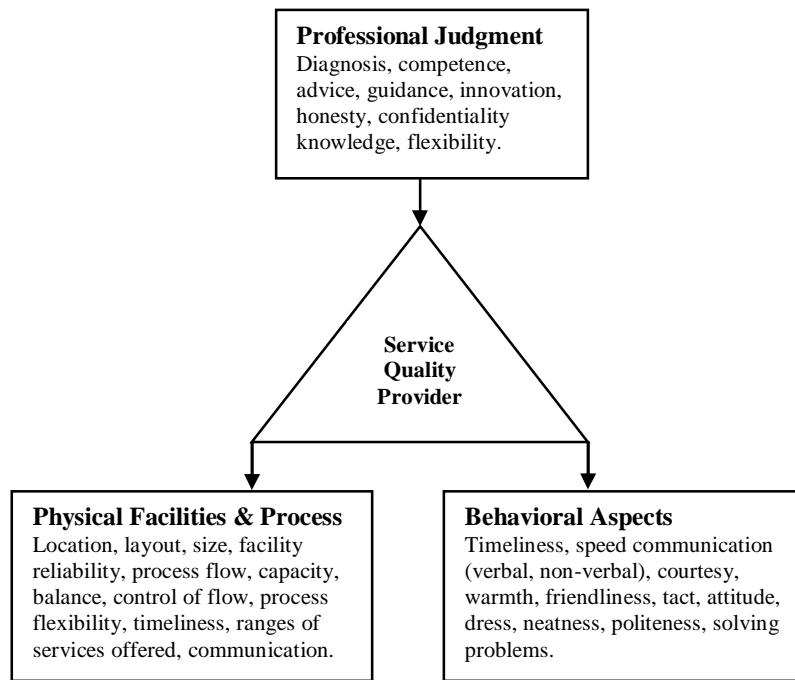 Professional Judgment
Diagnosis, competence,
advice, guidance, innovation,
honesty, confidentiality
knowledge, flexibility.
Service
Quality
Provider
Physical Facilities & Process
Location, layout, size, facility
reliability, process flow, capacity,
balance, control of flow, process
flexibility, timeliness, ranges of
services offered, communication.
Behavioral Aspects
Timeliness, speed communication
(verbal, non-verbal), courtesy,
warmth, friendliness, tact, attitude,
dress, neatness, politeness, solving
problems.